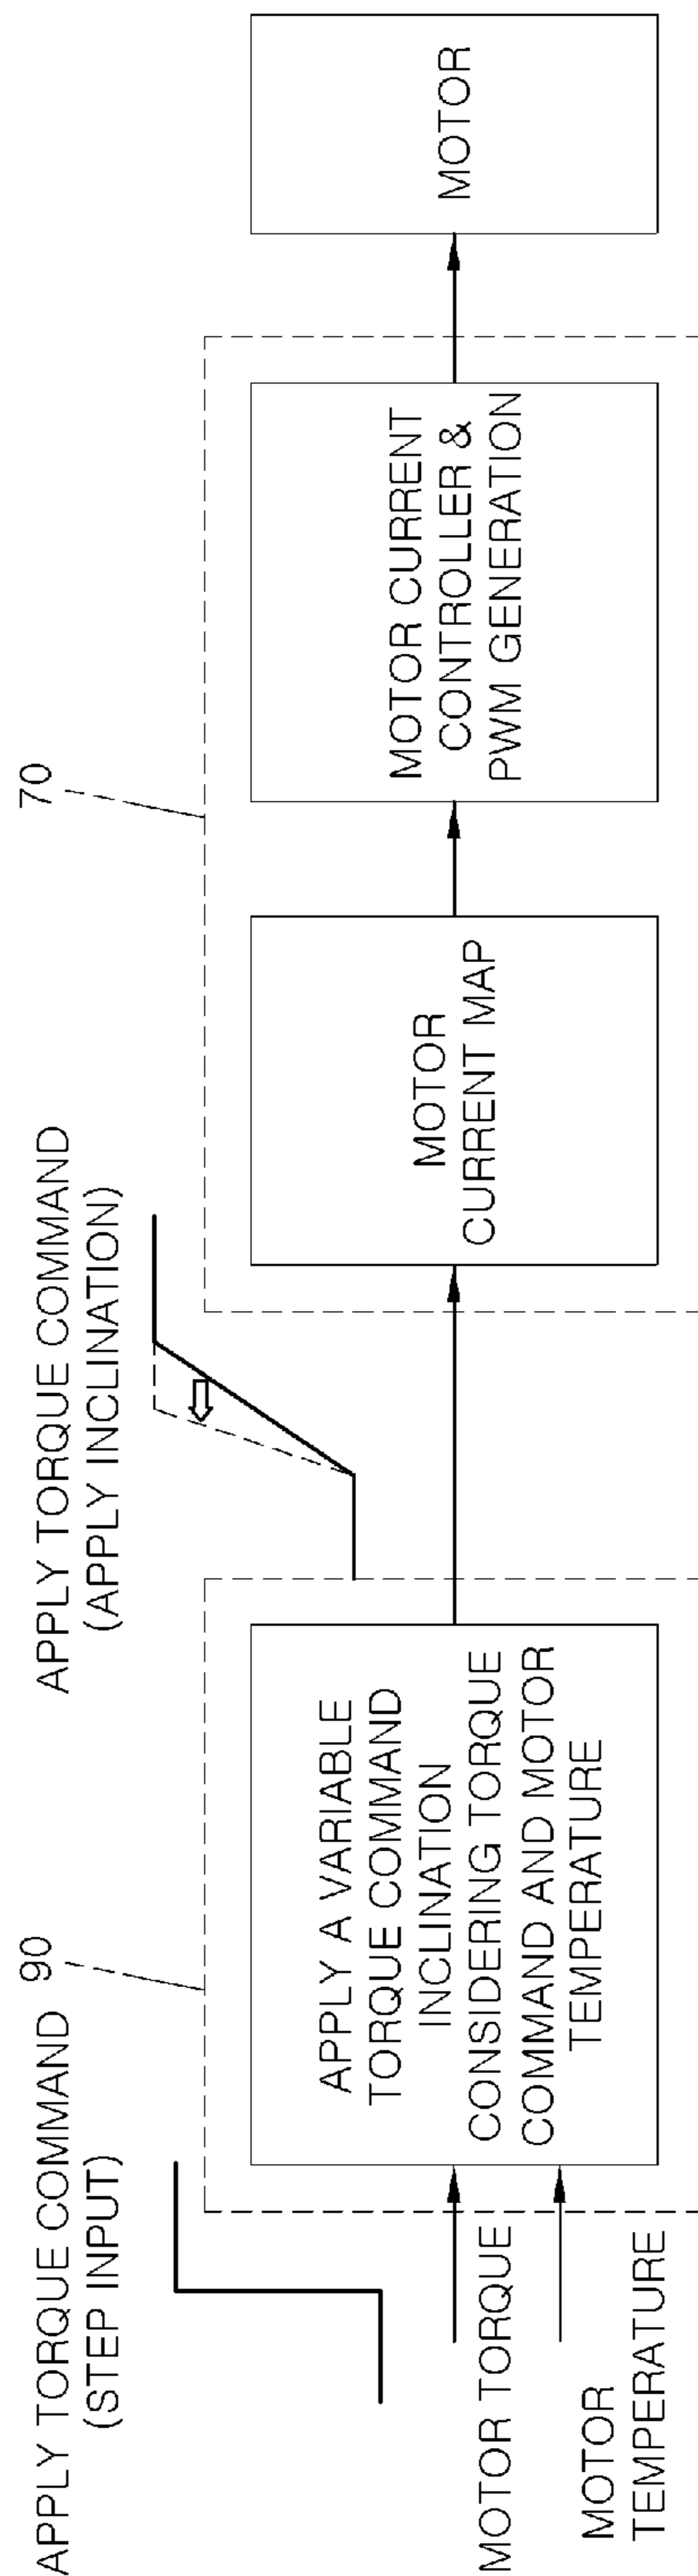 APPLY TORQUE COMMAND
(STEP INPUT)
90
APPLY TORQUE COMMAND
(APPLY INCLINATION)
70
MOTOR TORQUE
MOTOR
TEMPERATURE
APPLY A VARIABLE
TORQUE COMMAND
INCLINATION
CONSIDERING TORQUE
COMMAND AND MOTOR
TEMPERATURE
MOTOR
CURRENT MAP
MOTOR CURRENT
CONTROLLER &
PWM GENERATION
MOTOR